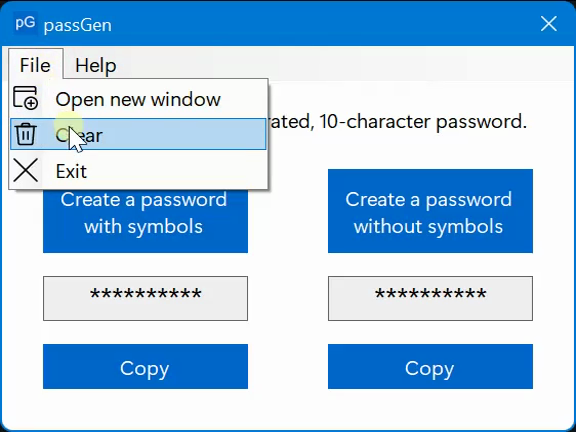 pG passGen
File Help
Open new window
Clear
Exit
10-character password.
Create a password
with symbols
Create a password
without symbols
**********
**********
Copy
Copy